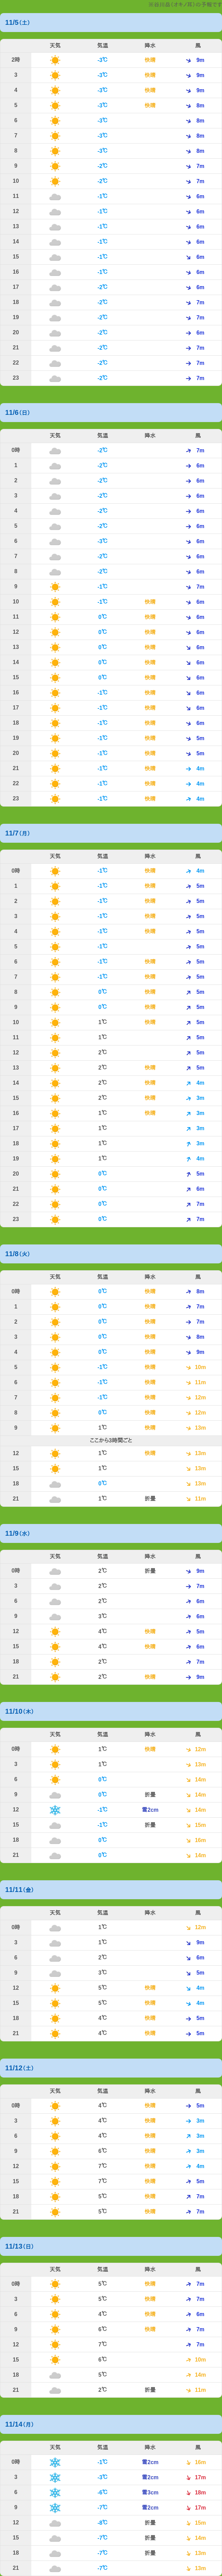 11/5(土)
天気 気温 降水 風
2時 -3℃ 快晴 9m
3 -3℃ 快晴 9m
4 -3℃ 快晴 9m
5 -3℃ 快晴 8m
6 -3℃ 8m
7 -3℃ 8m
8 -3℃ 8m
9 -2℃ 7m
10 -2℃ 7m
11 -1℃ 6m
12 -1℃ 6m
13 -1℃ 6m
14 -1℃ 6m
15 -1℃ 6m
16 -1℃ 6m
17 -2℃ 6m
18 -2℃ 7m
19 -2℃ 7m
20 -2℃ 6m
21 -2℃ 7m
22 -2℃ 7m
23 -2℃ 7m
11/6(日)
天気 気温 降水 風
0時 -2℃ 7m
1 -2℃ 6m
2 -2℃ 6m
3 -2℃ 6m
4 -2℃ 6m
5 -2℃ 6m
6 -3℃ 6m
7 -2℃ 6m
8 -2℃ 6m
9 -1℃ 7m
10 -1℃ 快晴 6m
11 0℃ 快晴 6m
12 0℃ 快晴 6m
13 0℃ 快晴 6m
14 0℃ 快晴 6m
15 0℃ 快晴 6m
16 -1℃ 快晴 6m
17 -1℃ 快晴 6m
18 -1℃ 快晴 6m
19 -1℃ 快晴 5m
20 -1℃ 快晴 5m
21 -1℃ 快晴 4m
22 -1℃ 快晴 4m
23 -1℃ 快晴 4m
11/7(月)
天気 気温 降水 風
0時 -1℃ 快晴 4m
1 -1℃ 快晴 5m
2 -1℃ 快晴 5m
3 -1℃ 快晴 5m
4 -1℃ 快晴 5m
5 -1℃ 5m
6 -1℃ 快晴 5m
7 -1℃ 快晴 5m
8 0℃ 快晴 5m
9 0℃ 快晴 5m
10 1℃ 快晴 5m
11 1℃ 5m
12 2℃ 5m
13 2℃ 快晴 5m
14 2℃ 快晴 4m
15 2℃ 快晴 3m
16 1℃ 快晴 3m
17 1℃ 3m
18 1℃ 3m
19 1℃ 4m
20 0℃ 5m
21 0℃ 6m
22 0℃ 7m
23 0℃ 7m
11/8(火)
天気 気温 降水 風
0時 0℃ 快晴 8m
1 0℃ 快晴 7m
2 0℃ 快晴 7m
3 0℃ 快晴 8m
4 0℃ 快晴 9m
5 -1℃ 快晴 10m
6 -1℃ 快晴 11m
7 -1℃ 快晴 12m
8 0℃ 快晴 12m
9 1℃ 快晴 13m
ここから3時間ごと
12 1℃ 快晴 13m
15 1℃ 13m
18 0℃ 13m
21 1℃ 折曇 11m
11/9(水)
天気 気温 降水 風
0時 2℃ 折曇 9m
3 2℃ 7m
6 2℃ 6m
9 3℃ 6m
12 4℃ 快晴 5m
15 4℃ 快晴 6m
18 2℃ 7m
21 2℃ 快晴 9m
11/10(木)
天気 気温 降水 風
0時 1℃ 快晴 12m
3 1℃ 13m
6 0℃ 14m
9 0℃ 折曇 14m
12 -1℃ 雪2cm 14m
15 -1℃ 折曇 15m
18 0℃ 16m
21 0℃ 14m
11/11(金)
天気 気温 降水 風
0時 1℃ 12m
3 1℃ 9m
6 2℃ 6m
9 3℃ 5m
12 5℃ 快晴 4m
15 5℃ 快晴 4m
18 4℃ 快晴 5m
21 4℃ 快晴 5m
11/12(土)
天気 気温 降水 風
0時 4℃ 快晴 5m
3 4℃ 快晴 3m
6 4℃ 快晴 3m
9 6℃ 快晴 3m
12 7℃ 快晴 4m
15 7℃ 快晴 5m
18 5℃ 快晴 7m
21 5℃ 快晴 7m
11/13(日)
天気 気温 降水 風
0時 5℃ 快晴 7m
3 5℃ 快晴 7m
6 4℃ 快晴 6m
9 6℃ 快晴 7m
12 7℃ 7m
15 6℃ 10m
18 5℃ 14m
21 2℃ 折曇 11m
11/14(月)
天気 気温 降水 風
0時 -1℃ 雪2cm 16m
3 -3℃ 雪2cm 17m
6 -6℃ 雪3cm 18m
9 -7℃ 雪2cm 17m
12 -8℃ 折曇 15m
15 -7℃ 折曇 14m
18 -7℃ 折曇 13m
21 -7℃ 13m